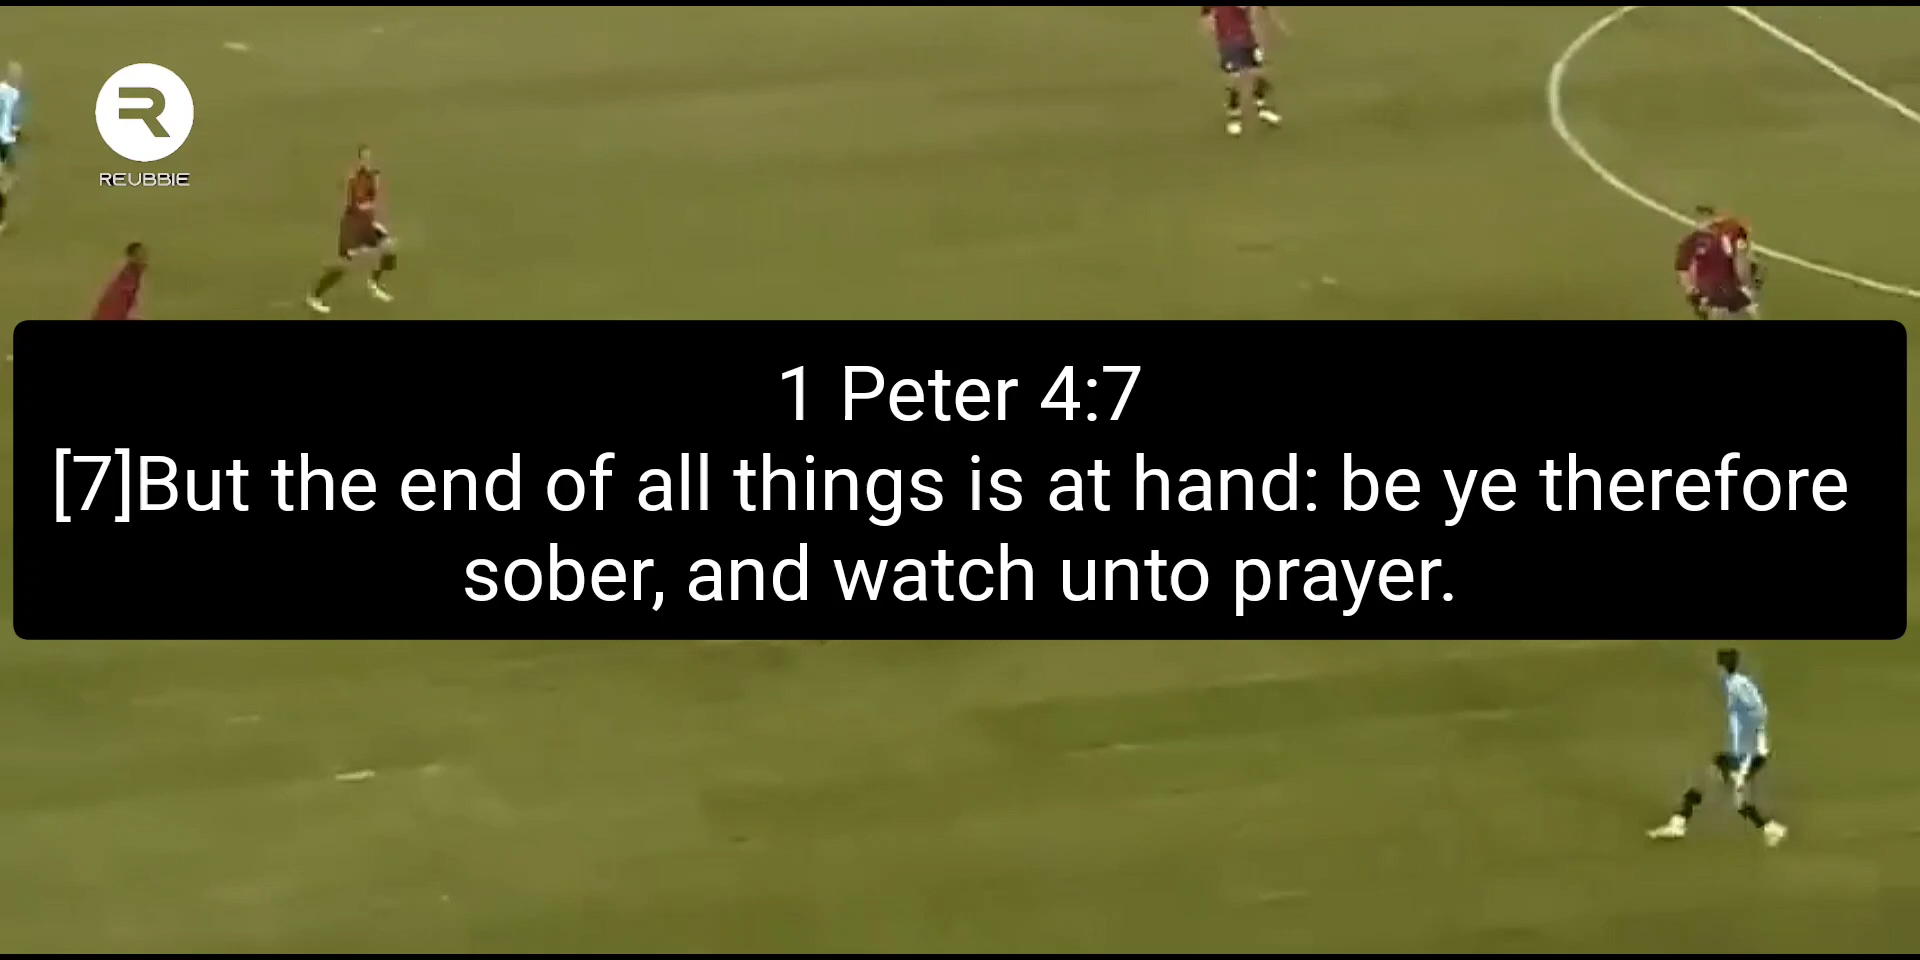 REUBBIE
1 Peter 4:7
[7]But the end of all things is at hand: be ye therefore
sober, and watch unto prayer.